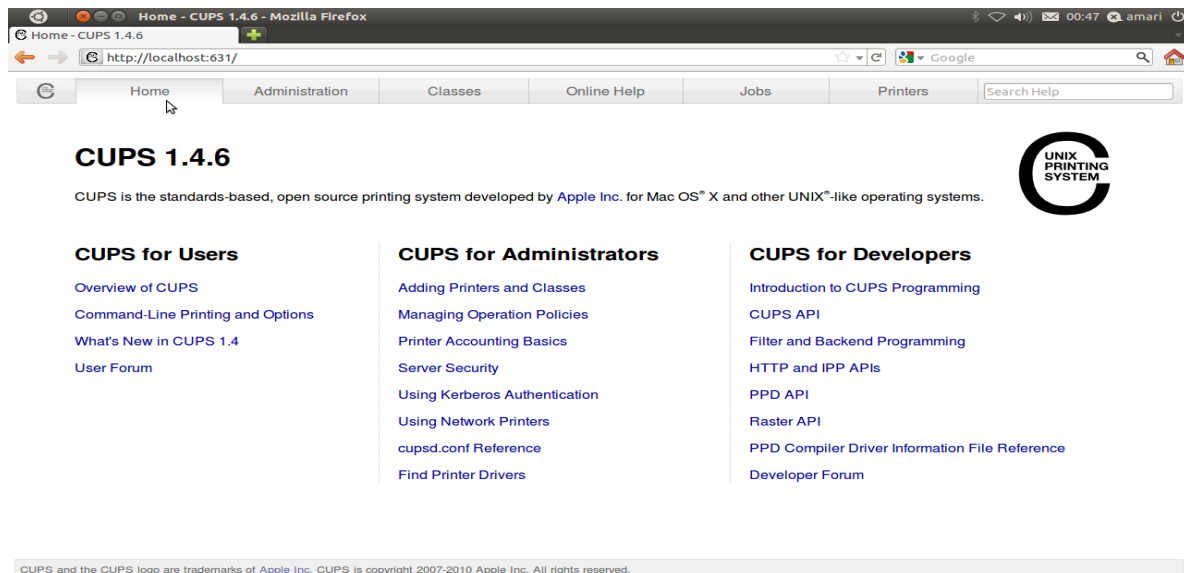 Home - CUPS 1.4.6 - Mozilla Firefox
00:47 amari
Home - CUPS 1.4.6
http://localhost:631/
Google
Home Administration Classes Online Help Jobs Printers Search Help
CUPS 1.4.6
UNIX
PRINTING
SYSTEM
CUPS is the standards-based, open source printing system developed by Apple Inc. for Mac OS® X and other UNIX®-like operating systems.
CUPS for Users
Overview of CUPS
Command-Line Printing and Options
What's New in CUPS 1.4
User Forum
CUPS for Administrators
Adding Printers and Classes
Managing Operation Policies
Printer Accounting Basics
Server Security
Using Kerberos Authentication
Using Network Printers
cupsd.conf Reference
Find Printer Drivers
CUPS for Developers
Introduction to CUPS Programming
CUPS API
Filter and Backend Programming
HTTP and IPP APIs
PPD API
Raster API
PPD Compiler Driver Information File Reference
Developer Forum
CUPS and the CUPS logo are trademarks of Apple Inc. CUPS is copyright 2007-2010 Apple Inc. All rights reserved.